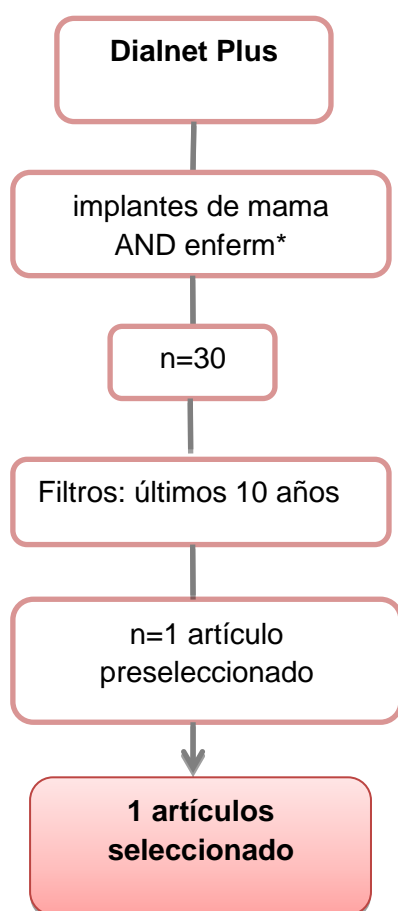 Dialnet Plus
implantes de mama
AND enferm*
n=30
Filtros: últimos 10 años
n=1 artículo
preseleccionado
1 artículos
seleccionado